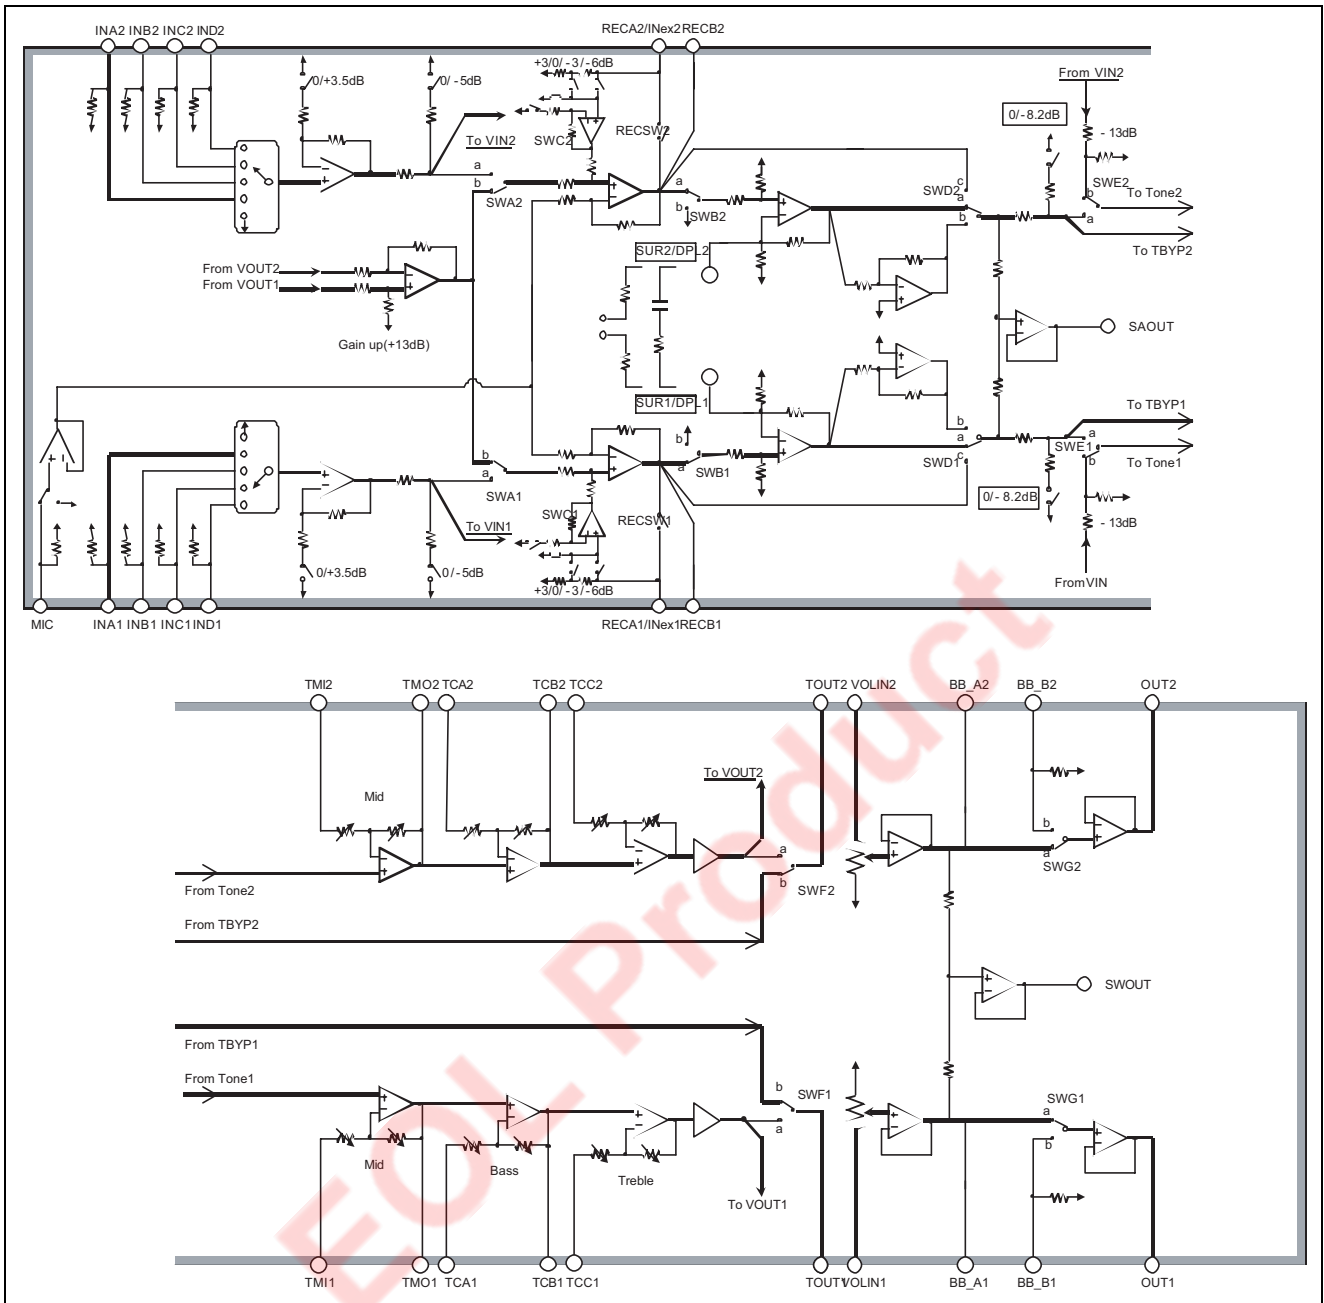 INA2 INB2 INC2 IND2
RECA2/INex2 RECB2
0/+3.5dB
0/-5dB
+3/0/-3/-6dB
From VIN2
0/-8.2dB
-13dB
To VIN2
SWC2
RECSW2
a
b
SWA2
a
b
SWB2
c
SWD2
a
b
SWE2
b
a
To Tone2
To TBYP2
From VOUT2
From VOUT1
SUR2/DPL2
Gain up(+13dB)
SAOUT
SUR1/DPL1
To TBYP1
To Tone1
b
a
SWA1
b
a
SWB1
b
a
c
SWD1
a
SWE1
b
0/-8.2dB
-13dB
To VIN1
SWC1
RECSW1
0/+3.5dB
0/-5dB
+3/0/-3/-6dB
From VIN
MIC
INA1 INB1 INC1 IND1
RECA1/INex1 RECB1
TMI2
TMO2 TCA2
TCB2 TCC2
TOUT2 VOLIN2
BB_A2
BB_B2
OUT2
To VOUT2
Mid
a
b
SWF2
b
a
SWG2
From Tone2
From TBYP2
SWOUT
From TBYP1
From Tone1
b
SWF1
a
SWG1
a
b
Mid
Bass
Treble
To VOUT1
TMI1
TMO1 TCA1
TCB1 TCC1
TOUT1 VOLIN1
BB_A1
BB_B1
OUT1
EOL Product